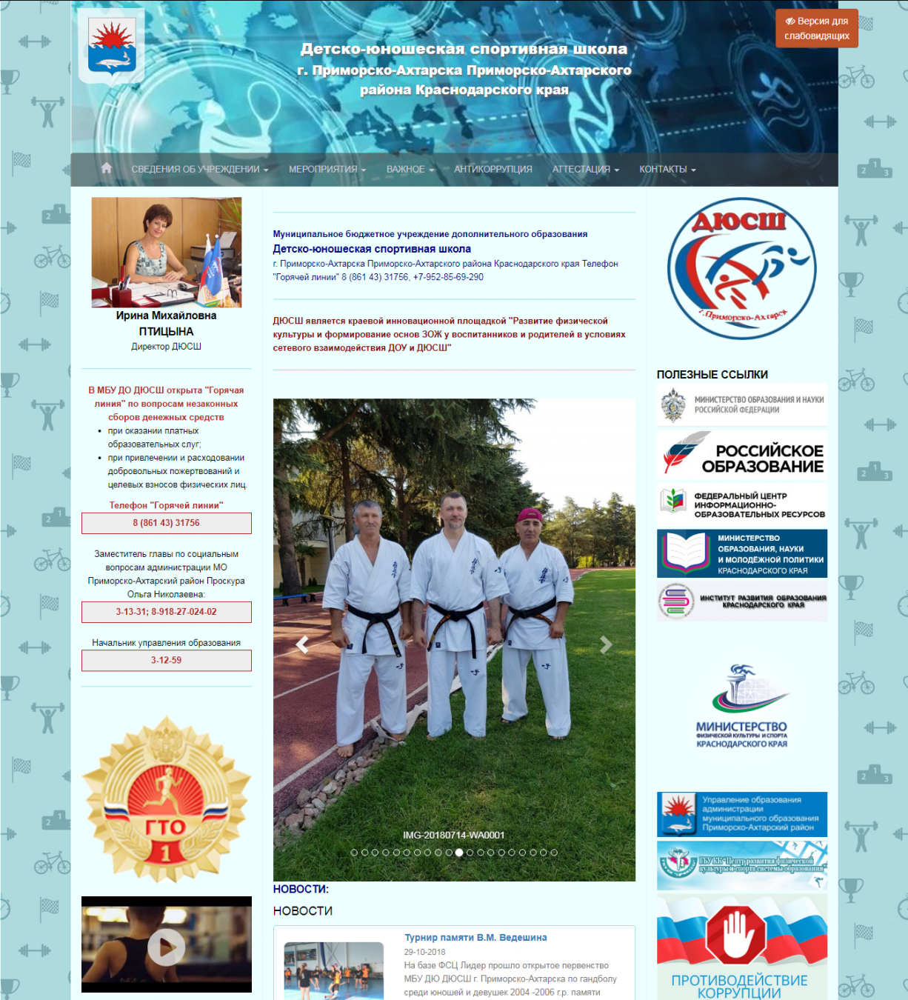 Детско-юношеская спортивная школа
г. Приморско-Ахтарска Приморско-Ахтарского
района Краснодарского края
Версия для
слабовидящих
СВЕДЕНИЯ ОБ УЧРЕЖДЕНИИ
МЕРОПРИЯТИЯ
ВАЖНОЕ
АНТИКОРРУПЦИЯ
АТТЕСТАЦИЯ
КОНТАКТЫ
Ирина Михайловна
ПТИЦЫНА
Директор ДЮСШ
В МБУ ДО ДЮСШ открыта "Горячая
линия" по вопросам незаконных
сборов денежных средств
при оказании платных
образовательных слуг;
при привлечении и расходовании
добровольных пожертвований и
целевых взносов физических лиц.
Телефон "Горячей линии"
8 (861 43) 31756
Заместитель главы по социальным
вопросам администрации МО
Приморско-Ахтарский район Проскура
Ольга Николаевна:
3-13-31; 8-918-27-024-02
Начальник управления образования
3-12-59
ГТО
1
Муниципальное бюджетное учреждение дополнительного образования
Детско-юношеская спортивная школа
г. Приморско-Ахтарска Приморско-Ахтарского района Краснодарского края Телефон
"Горячей линии" 8 (861 43) 31756, +7-952-85-69-290
ДЮСШ является краевой инновационной площадкой "Развитие физической
культуры и формирование основ ЗОЖ у воспитанников и родителей в условиях
сетевого взаимодействия ДОУ и ДЮСШ"
IMG-20180714-WA0001
НОВОСТИ:
НОВОСТИ
Турнир памяти В.М. Ведешина
29-10-2018
На базе ФСЦ Лидер прошло открытое первенство
МБУ ДЮ ДЮСШ г. Приморско-Ахтарска по гандболу
среди юношей и девушек 2004 -2006 г.р. памяти
ДЮСШ
г.Приморско-Ахтарск
ПОЛЕЗНЫЕ ССЫЛКИ
МИНИСТЕРСТВО ОБРАЗОВАНИЯ И НАУКИ
РОССИЙСКОЙ ФЕДЕРАЦИИ
РОССИЙСКОЕ
ОБРАЗОВАНИЕ
ФЕДЕРАЛЬНЫЙ ЦЕНТР
ИНФОРМАЦИОННО-
ОБРАЗОВАТЕЛЬНЫХ РЕСУРСОВ
МИНИСТЕРСТВО
ОБРАЗОВАНИЯ, НАУКИ
И МОЛОДЁЖНОЙ ПОЛИТИКИ
КРАСНОДАРСКОГО КРАЯ
ИНСТИТУТ РАЗВИТИЯ ОБРАЗОВАНИЯ
КРАСНОДАРСКОГО КРАЯ
МИНИСТЕРСТВО
ФИЗИЧЕСКОЙ КУЛЬТУРЫ И СПОРТА
КРАСНОДАРСКОГО КРАЯ
Управление образования
администрации
муниципального образования
Приморско-Ахтарский район
ГБУ КК "Центр развития физической
культуры и спорта системы образования"
ПРОТИВОДЕЙСТВИЕ
КОРРУПЦИИ